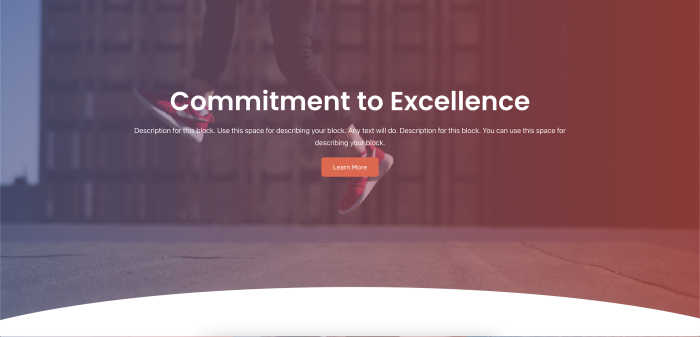 Commitment to Excellence
Description for this block. Use this space for describing your block. Any text will do. Description for this block. You can use this space for
describing your block.
Learn More